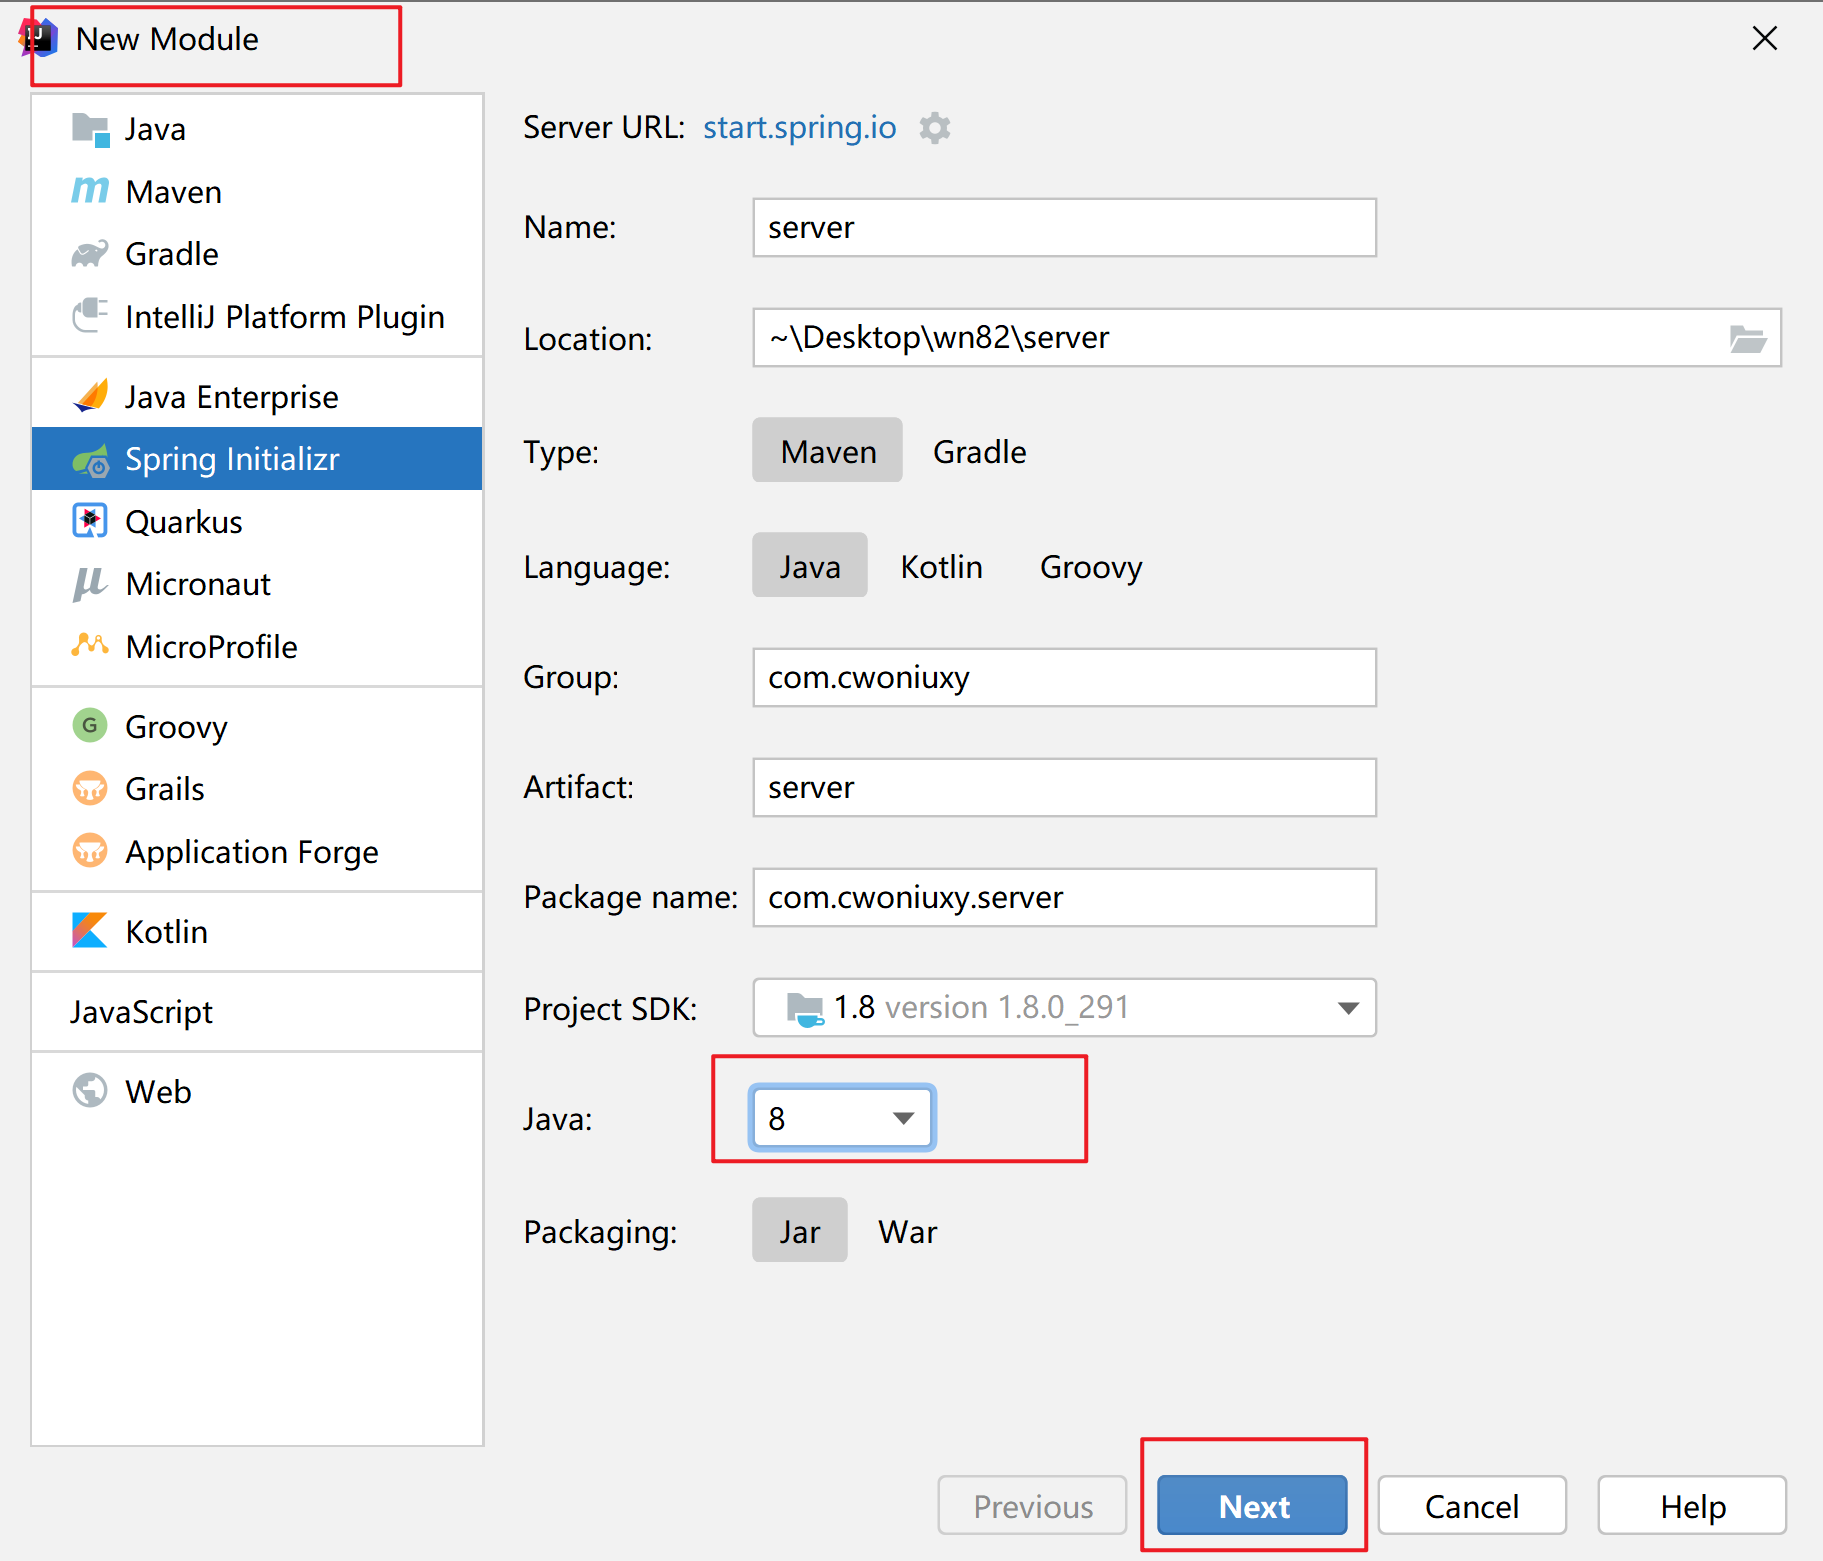 New Module
Java
Maven
Gradle
IntelliJ Platform Plugin
Java Enterprise
Spring Initializr
Quarkus
Micronaut
MicroProfile
Groovy
Grails
Application Forge
Kotlin
JavaScript
Web
Server URL: start.spring.io
Name: server
Location: ~\Desktop\wn82\server
Type: Maven Gradle
Language: Java Kotlin Groovy
Group: com.cwoniuxy
Artifact: server
Package name: com.cwoniuxy.server
Project SDK: 1.8 version 1.8.0_291
Java: 8
Packaging: Jar War
Previous Next Cancel Help